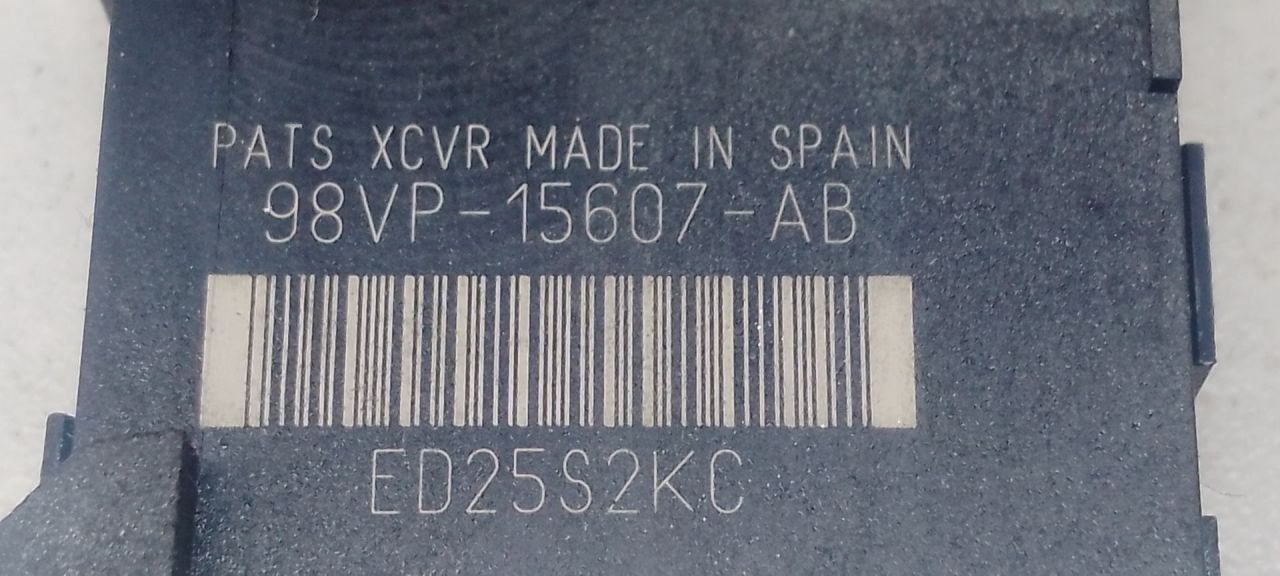 PATS XCVR MADE IN SPAIN
98VP-15607-AB
ED25S2KC